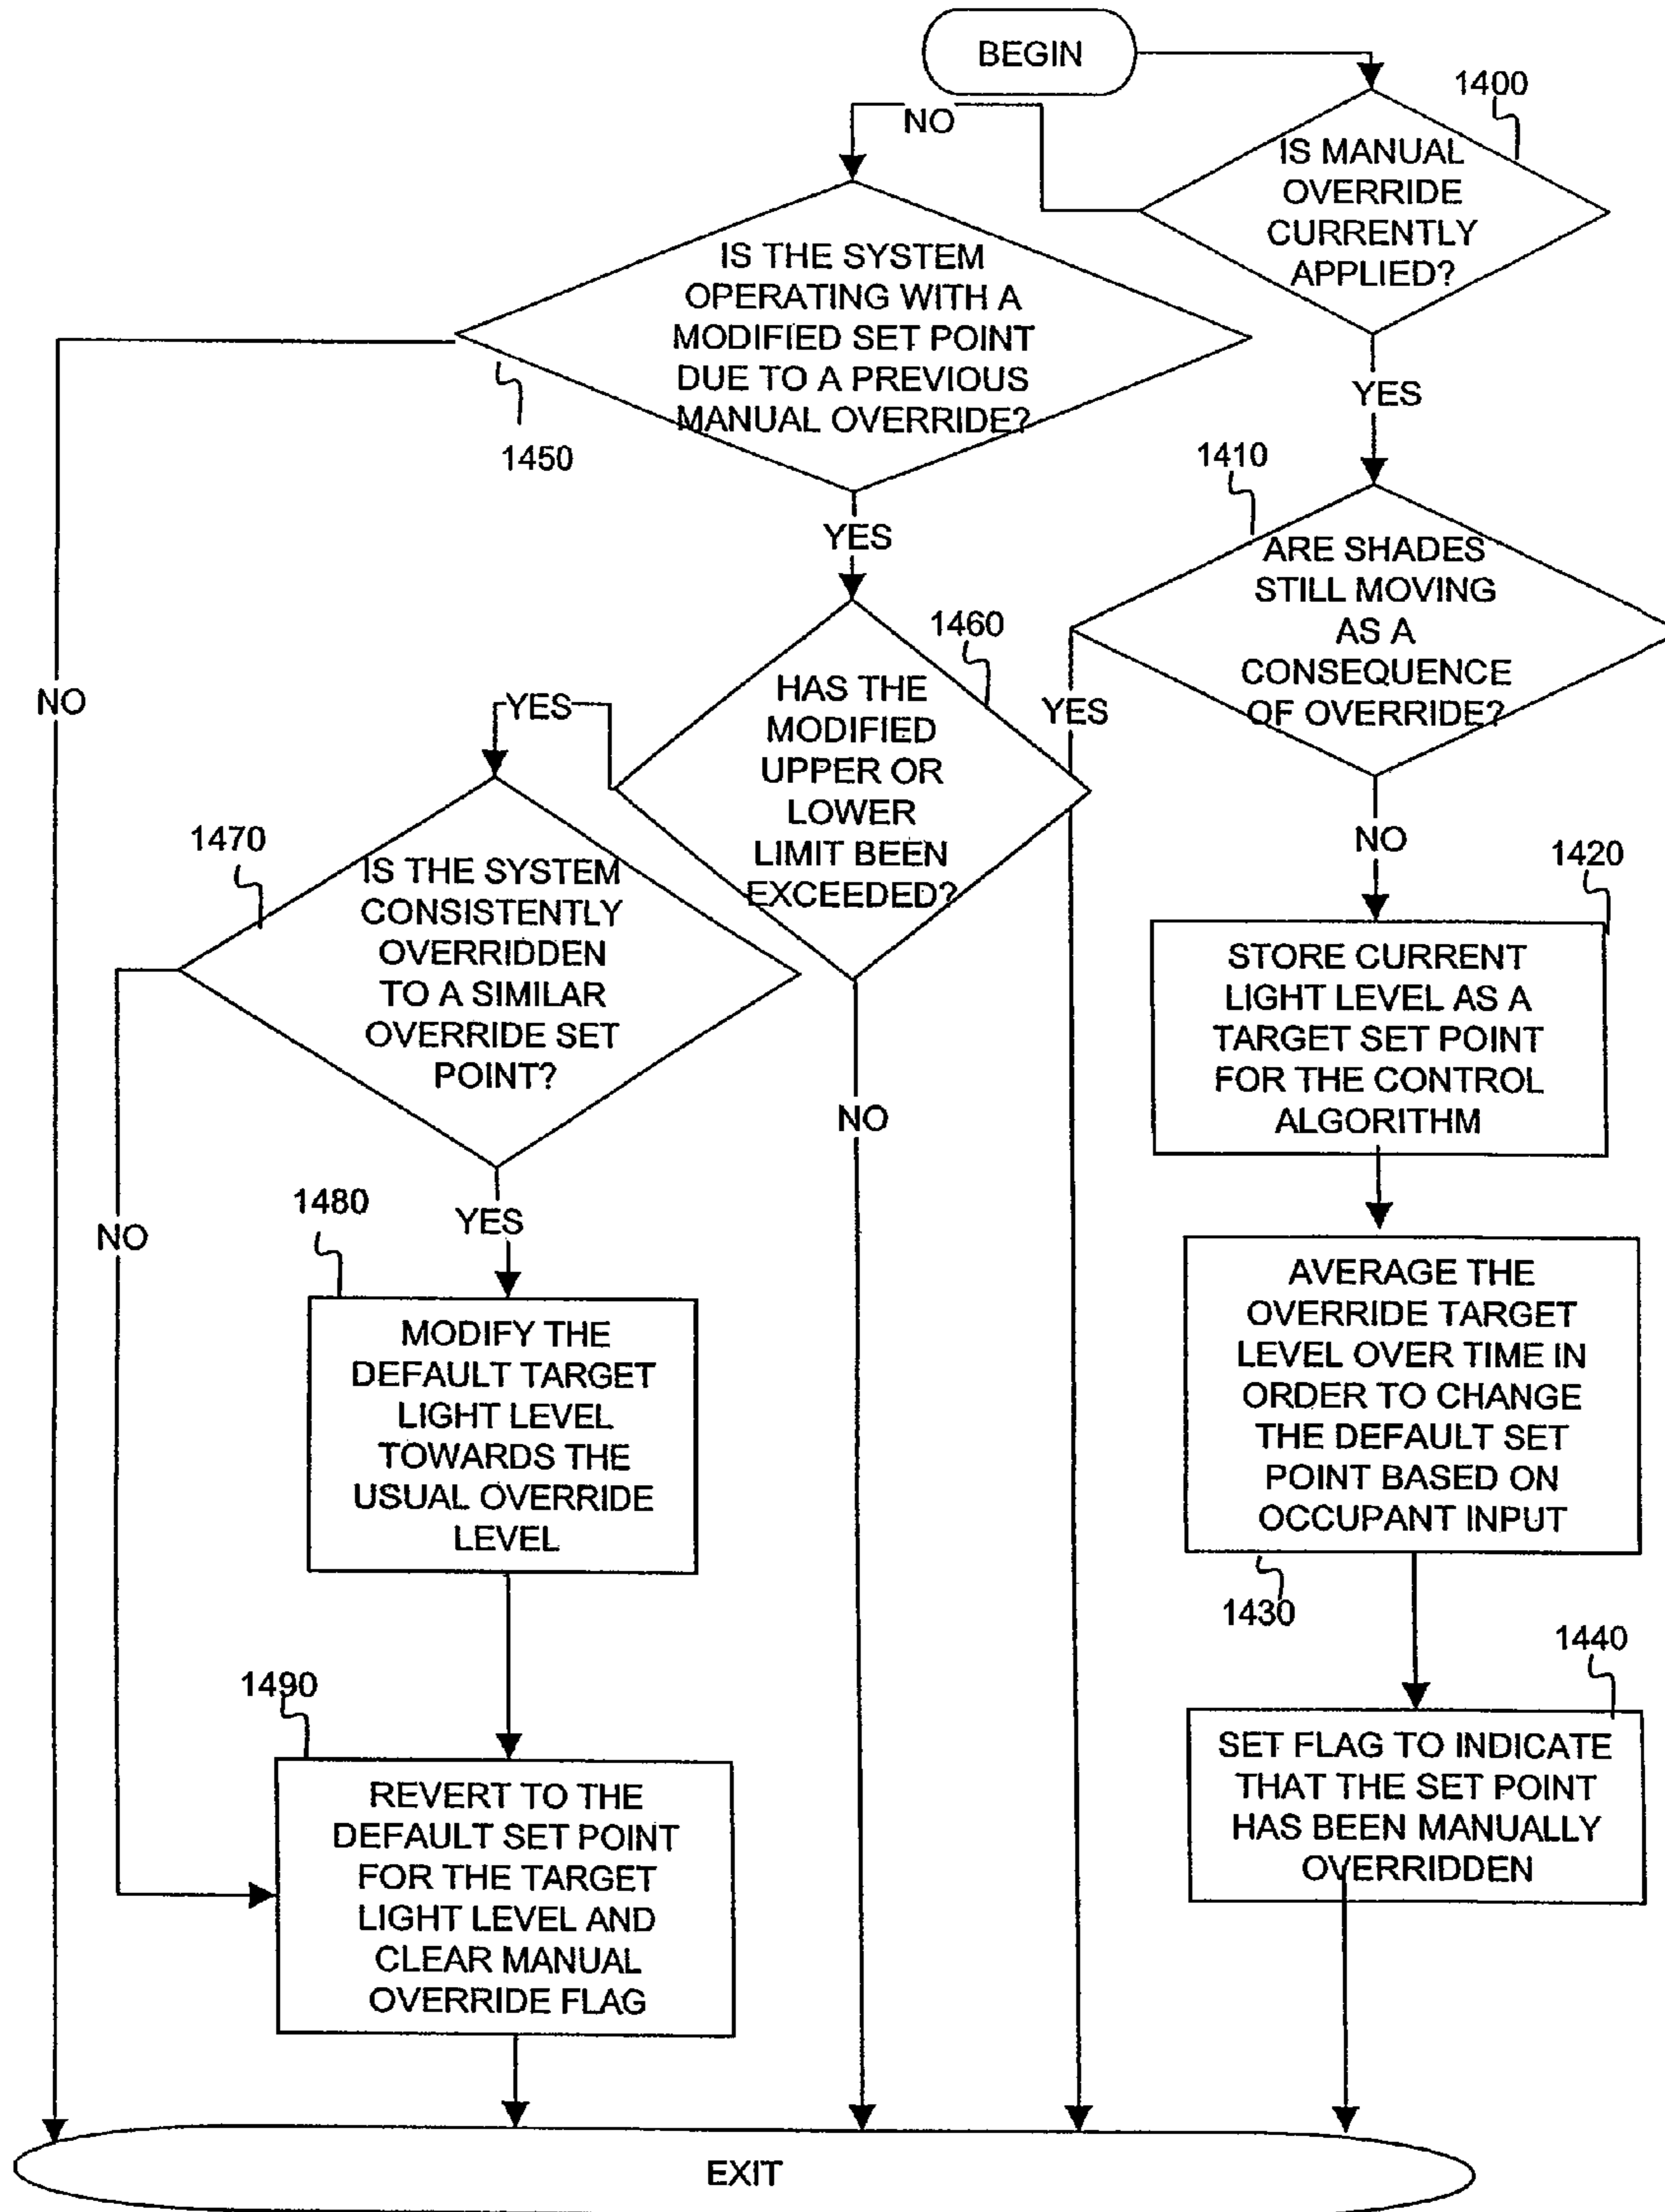 BEGIN
1400
NO
IS MANUAL
OVERRIDE
CURRENTLY
APPLIED?
IS THE SYSTEM
OPERATING WITH A
MODIFIED SET POINT
DUE TO A PREVIOUS
MANUAL OVERRIDE?
1450
YES
YES
1410
ARE SHADES
STILL MOVING
AS A
CONSEQUENCE
OF OVERRIDE?
YES
NO
1460
HAS THE
MODIFIED
UPPER OR
LOWER
LIMIT BEEN
EXCEEDED?
NO
YES
1470
IS THE SYSTEM
CONSISTENTLY
OVERRIDDEN
TO A SIMILAR
OVERRIDE SET
POINT?
NO
1420
STORE CURRENT
LIGHT LEVEL AS A
TARGET SET POINT
FOR THE CONTROL
ALGORITHM
NO
YES
1480
MODIFY THE
DEFAULT TARGET
LIGHT LEVEL
TOWARDS THE
USUAL OVERRIDE
LEVEL
AVERAGE THE
OVERRIDE TARGET
LEVEL OVER TIME IN
ORDER TO CHANGE
THE DEFAULT SET
POINT BASED ON
OCCUPANT INPUT
1430
1440
SET FLAG TO INDICATE
THAT THE SET POINT
HAS BEEN MANUALLY
OVERRIDDEN
1490
REVERT TO THE
DEFAULT SET POINT
FOR THE TARGET
LIGHT LEVEL AND
CLEAR MANUAL
OVERRIDE FLAG
EXIT